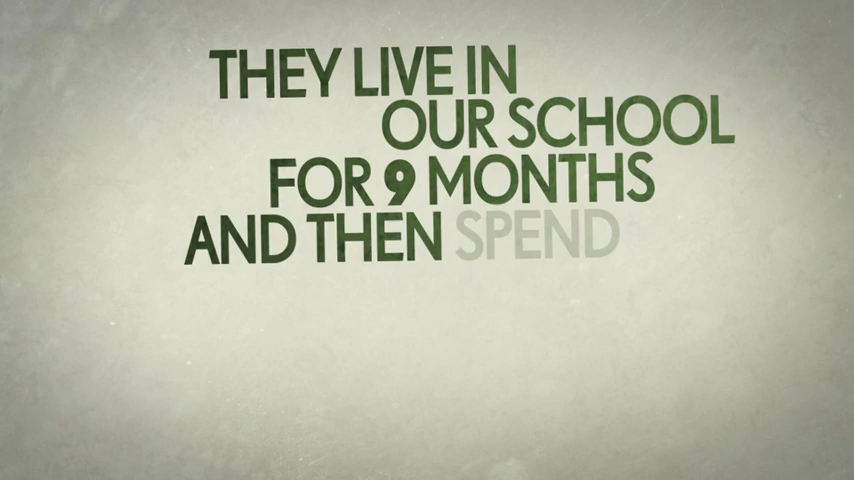 THEY LIVE IN
OUR SCHOOL
FOR 9 MONTHS
AND THEN SPEND